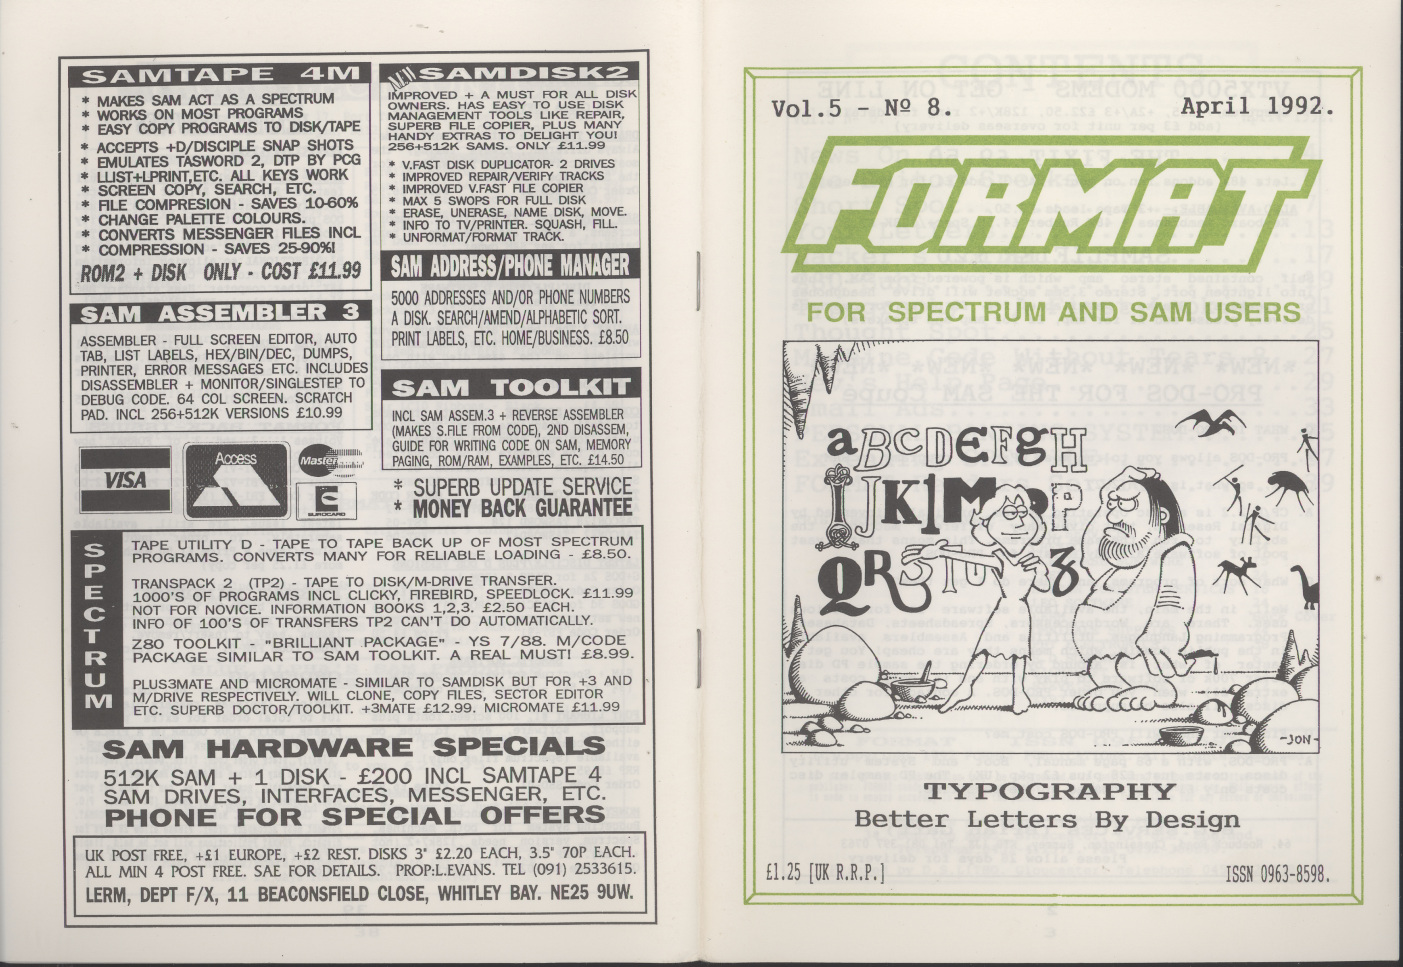 SAMTAPE 4M
* MAKES SAM ACT AS A SPECTRUM
* WORKS ON MOST PROGRAMS
* EASY COPY PROGRAMS TO DISK/TAPE
* ACCEPTS +D/DISCIPLE SNAP SHOTS
* EMULATES TASWORD 2, DTP BY PCG
* LLIST+LPRINT,ETC. ALL KEYS WORK
* SCREEN COPY, SEARCH, ETC.
* FILE COMPRESION - SAVES 10-60%
* CHANGE PALETTE COLOURS.
* CONVERTS MESSENGER FILES INCL
* COMPRESSION - SAVES 25-90%!
ROM2 + DISK ONLY - COST £11.99
SAM ASSEMBLER 3
ASSEMBLER - FULL SCREEN EDITOR, AUTO
TAB, LIST LABELS, HEX/BIN/DEC, DUMPS,
PRINTER, ERROR MESSAGES ETC. INCLUDES
DISASSEMBLER + MONITOR/SINGLESTEP TO
DEBUG CODE. 64 COL SCREEN. SCRATCH
PAD. INCL 256+512K VERSIONS £10.99
VISA
Access
Master
EUROCARD
NEW SAMDISK2
IMPROVED + A MUST FOR ALL DISK
OWNERS. HAS EASY TO USE DISK
MANAGEMENT TOOLS LIKE REPAIR,
SUPERB FILE COPIER, PLUS MANY
HANDY EXTRAS TO DELIGHT YOU!
256+512K SAMS. ONLY £11.99
* V.FAST DISK DUPLICATOR- 2 DRIVES
* IMPROVED REPAIR/VERIFY TRACKS
* IMPROVED V.FAST FILE COPIER
* MAX 5 SWOPS FOR FULL DISK
* ERASE, UNERASE, NAME DISK, MOVE.
* INFO TO TV/PRINTER. SQUASH, FILL.
* UNFORMAT/FORMAT TRACK.
SAM ADDRESS/PHONE MANAGER
5000 ADDRESSES AND/OR PHONE NUMBERS
A DISK. SEARCH/AMEND/ALPHABETIC SORT.
PRINT LABELS, ETC. HOME/BUSINESS. £8.50
SAM TOOLKIT
INCL SAM ASSEM.3 + REVERSE ASSEMBLER
(MAKES S.FILE FROM CODE), 2ND DISASSEM,
GUIDE FOR WRITING CODE ON SAM, MEMORY
PAGING, ROM/RAM, EXAMPLES, ETC. £14.50
* SUPERB UPDATE SERVICE
* MONEY BACK GUARANTEE
SPECTRUM
TAPE UTILITY D - TAPE TO TAPE BACK UP OF MOST SPECTRUM
PROGRAMS. CONVERTS MANY FOR RELIABLE LOADING - £8.50.
TRANSPACK 2 (TP2) - TAPE TO DISK/M-DRIVE TRANSFER.
1000'S OF PROGRAMS INCL CLICKY, FIREBIRD, SPEEDLOCK. £11.99
NOT FOR NOVICE. INFORMATION BOOKS 1,2,3. £2.50 EACH.
INFO OF 100'S OF TRANSFERS TP2 CAN'T DO AUTOMATICALLY.
Z80 TOOLKIT - "BRILLIANT PACKAGE" - YS 7/88. M/CODE
PACKAGE SIMILAR TO SAM TOOLKIT. A REAL MUST! £8.99.
PLUS3MATE AND MICROMATE - SIMILAR TO SAMDISK BUT FOR +3 AND
M/DRIVE RESPECTIVELY. WILL CLONE, COPY FILES, SECTOR EDITOR
ETC. SUPERB DOCTOR/TOOLKIT. +3MATE £12.99. MICROMATE £11.99
SAM HARDWARE SPECIALS
512K SAM + 1 DISK - £200 INCL SAMTAPE 4
SAM DRIVES, INTERFACES, MESSENGER, ETC.
PHONE FOR SPECIAL OFFERS
UK POST FREE, +£1 EUROPE, +£2 REST. DISKS 3" £2.20 EACH, 3.5" 70P EACH.
ALL MIN 4 POST FREE. SAE FOR DETAILS. PROP:L.EVANS. TEL (091) 2533615.
LERM, DEPT F/X, 11 BEACONSFIELD CLOSE, WHITLEY BAY. NE25 9UW.
Vol.5 - Nº 8. April 1992.
FORMAT
FOR SPECTRUM AND SAM USERS
aBCDEFgH
IJKlMnoP
QRSTU
3
-JON-
TYPOGRAPHY
Better Letters By Design
£1.25 [UK R.R.P.] ISSN 0963-8598.